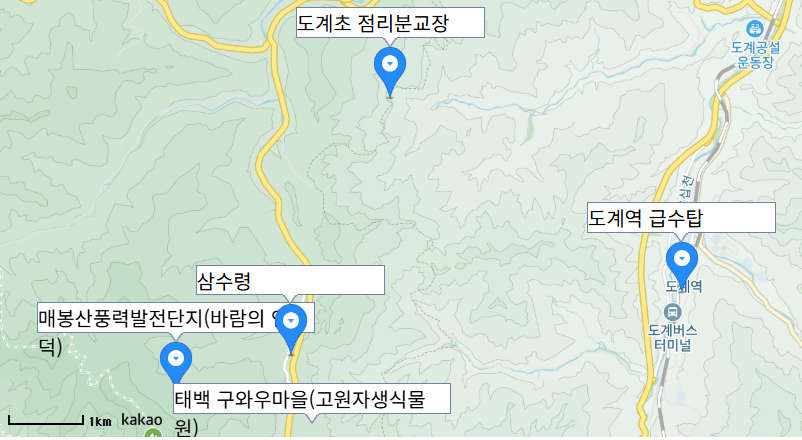 도계초 점리분교장
도계공설
운동장
십천
도계역 급수탑
삼수령
도계역
매봉산풍력발전단지(바람의 언
덕)
도계버스
터미널
태백 구와우마을(고원자생식물
원)
1km
kakao